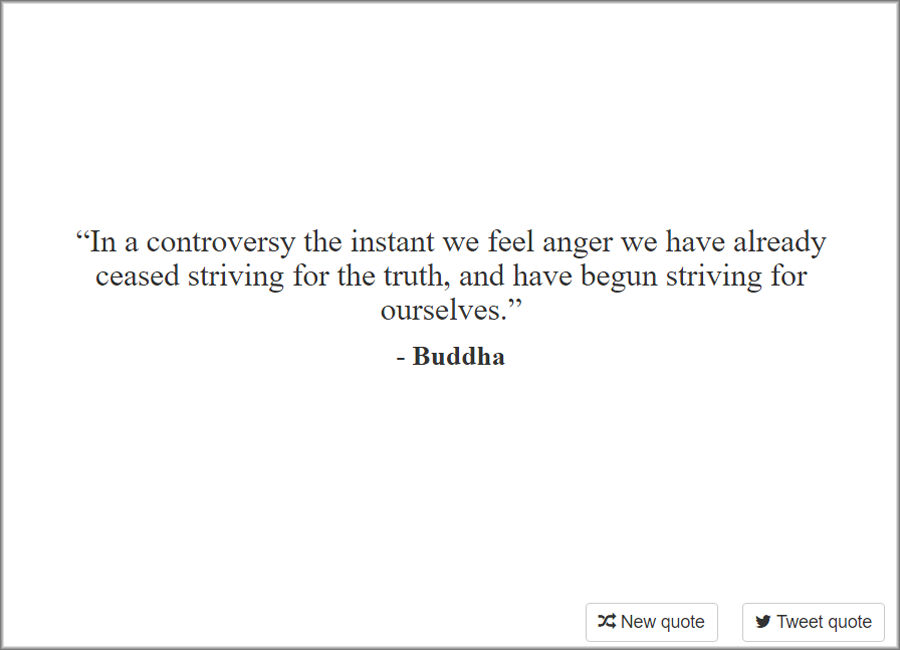 “In a controversy the instant we feel anger we have already
ceased striving for the truth, and have begun striving for
ourselves.”
- Buddha
New quote
Tweet quote